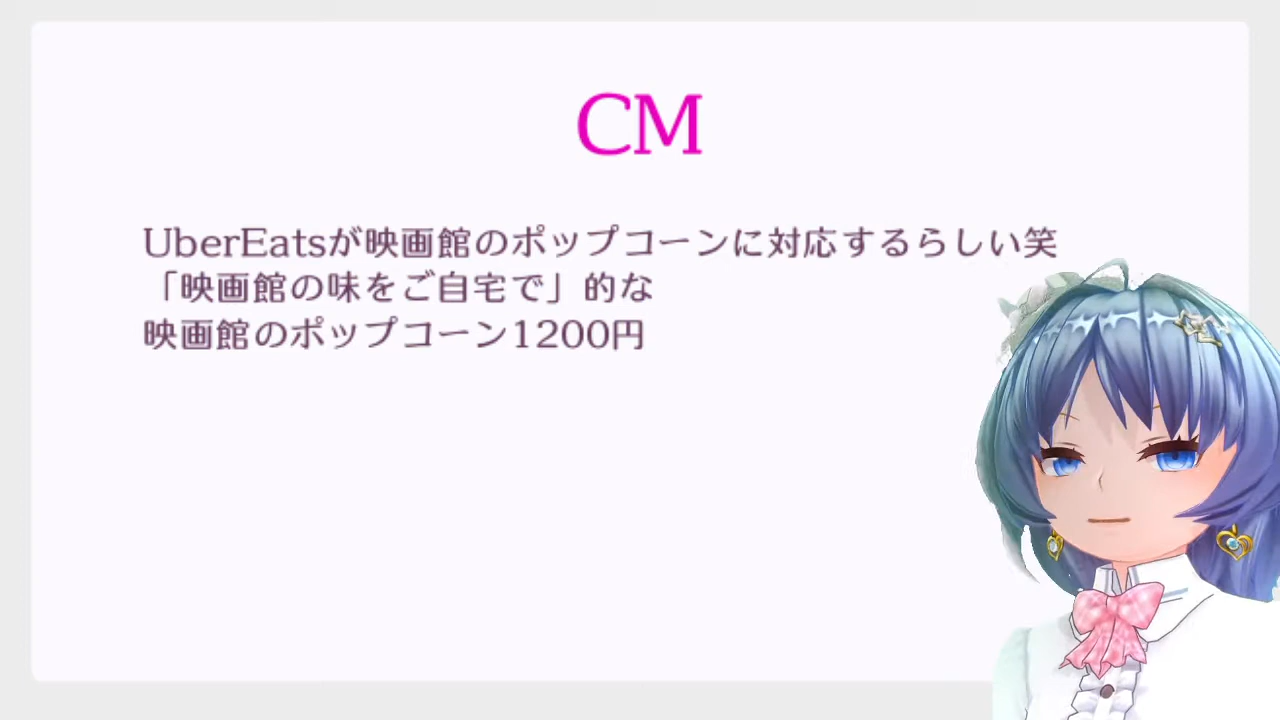 CM
UberEatsが映画館のポップコーンに対応するらしい笑
「映画館の味をご自宅で」的な
映画館のポップコーン1200円